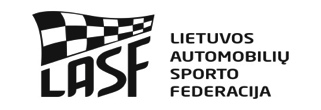 LASF
LIETUVOS
AUTOMOBILIŲ
SPORTO
FEDERACIJA